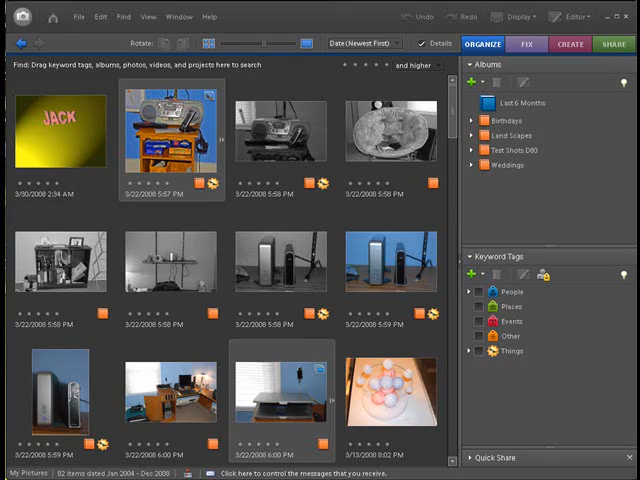 File Edit Find View Window Help Undo Redo Display Editor
Rotate: Date (Newest First) Details ORGANIZE FIX CREATE SHARE
Find: Drag keyword tags, albums, photos, videos, and projects here to search and higher
Albums
Last 6 Months
Birthdays
Land Scapes
Test Shots D80
Weddings
JACK
3/30/2008 2:34 AM 3/22/2008 5:57 PM 3/22/2008 5:58 PM 3/22/2008 5:58 PM
Keyword Tags
People
Places
Events
Other
Things
3/22/2008 5:58 PM 3/22/2008 5:58 PM 3/22/2008 5:58 PM 3/22/2008 5:59 PM
3/22/2008 5:59 PM 3/22/2008 6:00 PM 3/22/2008 6:00 PM 3/13/2008 8:02 PM
Quick Share
My Pictures 82 items dated Jan 2004 - Dec 2008 Click here to control the messages that you receive.